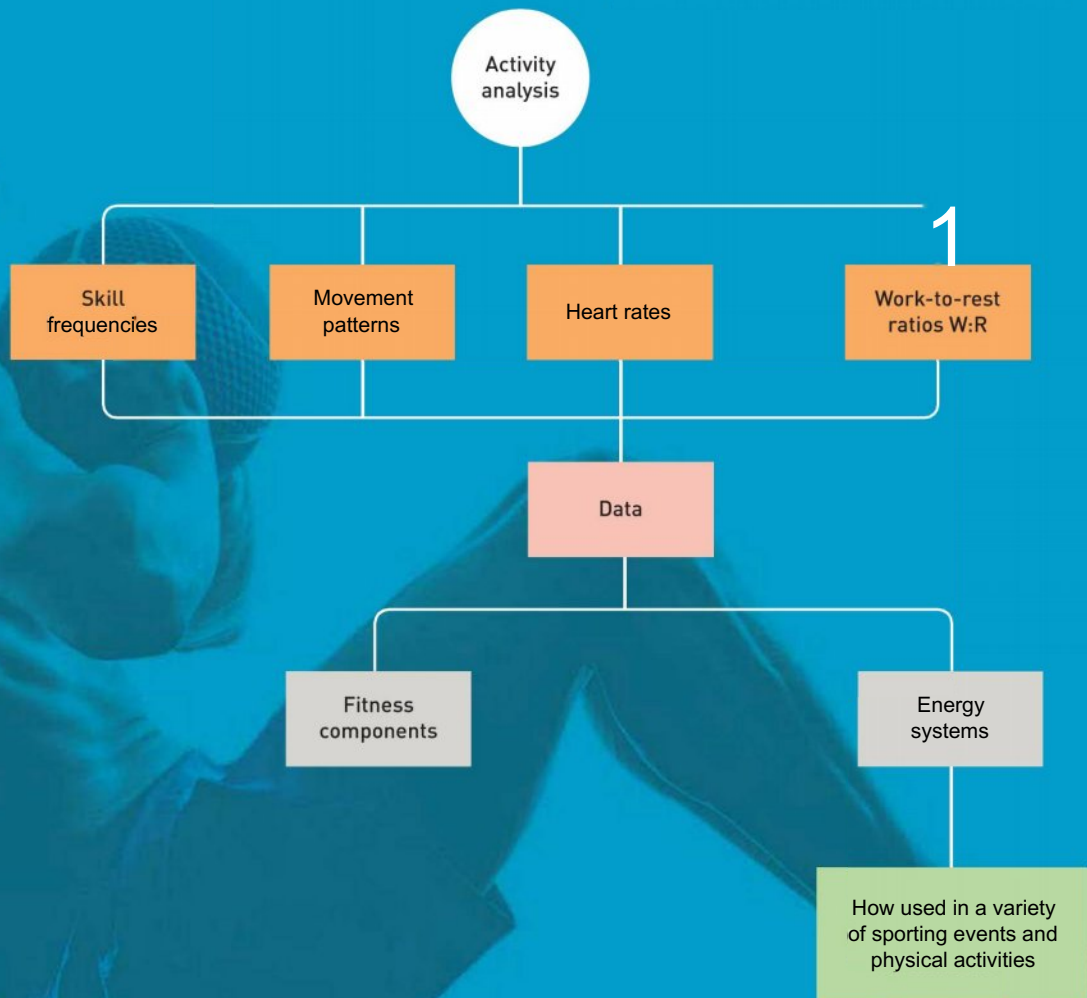 Activity
analysis
1
Skill
frequencies
Movement
patterns
Heart rates
Work-to-rest
ratios W:R
Data
Fitness
components
Energy
systems
How used in a variety
of sporting events and
physical activities